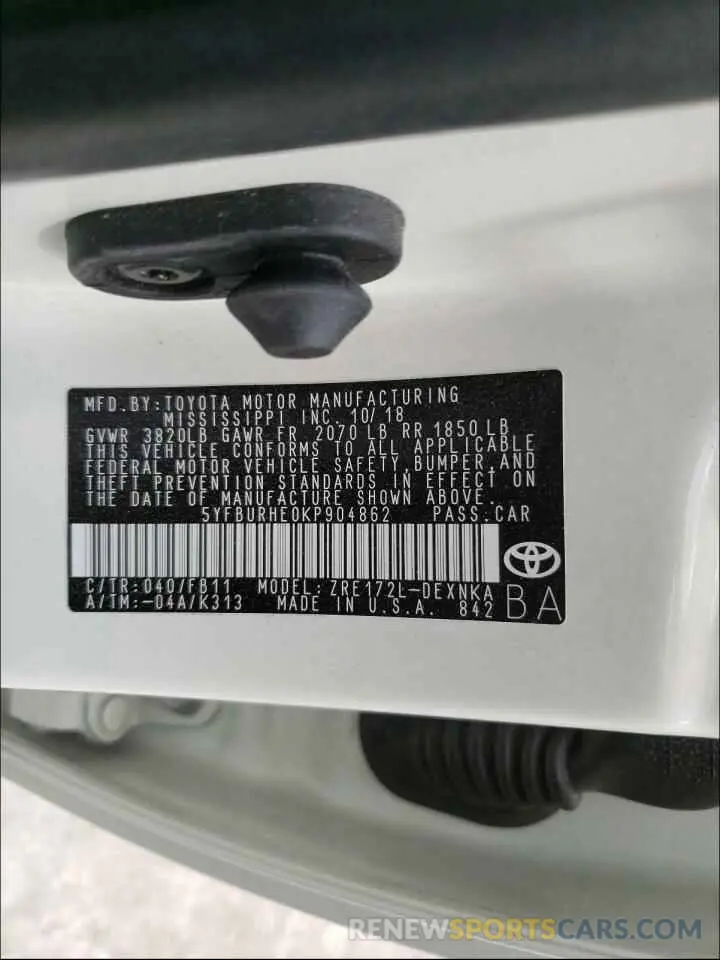 MFD. BY: TOYOTA MOTOR MANUFACTURING
MISSISSIPPI INC. 10/18
GVWR 3820LB GAWR FR 2070 LB RR 1850 LB
THIS VEHICLE CONFORMS TO ALL APPLICABLE
FEDERAL MOTOR VEHICLE SAFETY, BUMPER, AND
THEFT PREVENTION STANDARDS IN EFFECT ON
THE DATE OF MANUFACTURE SHOWN ABOVE.
5YFBURHE0KP904862 PASS. CAR
C/TR: 040/FB11 MODEL: ZRE172L-DEXNKA
A/TM: -04A/K313 MADE IN U.S.A. 842
BA
RENEWSPORTSCARS.COM